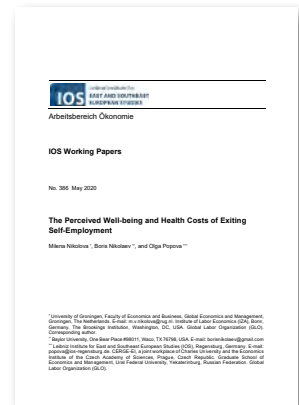 IOS
EAST AND SOUTHEAST
EUROPEAN STUDIES
Arbeitsbereich Ökonomie
IOS Working Papers
No. 386 May 2020
The Perceived Well-being and Health Costs of Exiting
Self-Employment
Milena Nikolova *, Boris Nikolaev **, and Olga Popova ***
* University of Groningen, Faculty of Economics and Business, Global Economics and Management,
Groningen, The Netherlands. E-mail: m.v.nikolova@rug.nl. Institute of Labor Economics (IZA), Bonn,
Germany. The Brookings Institution, Washington, DC, USA. Global Labor Organization (GLO).
Corresponding author.
** Baylor University, One Bear Place #98011, Waco, TX 76798, USA. E-mail: borisnikolaev@gmail.com
*** Leibniz Institute for East and Southeast European Studies (IOS), Regensburg, Germany. E-mail:
popova@ios-regensburg.de. CERGE-EI, a joint workplace of Charles University and the Economics
Institute of the Czech Academy of Sciences, Prague, Czech Republic. Graduate School of
Economics and Management, Ural Federal University, Yekaterinburg, Russian Federation. Global
Labor Organization (GLO).